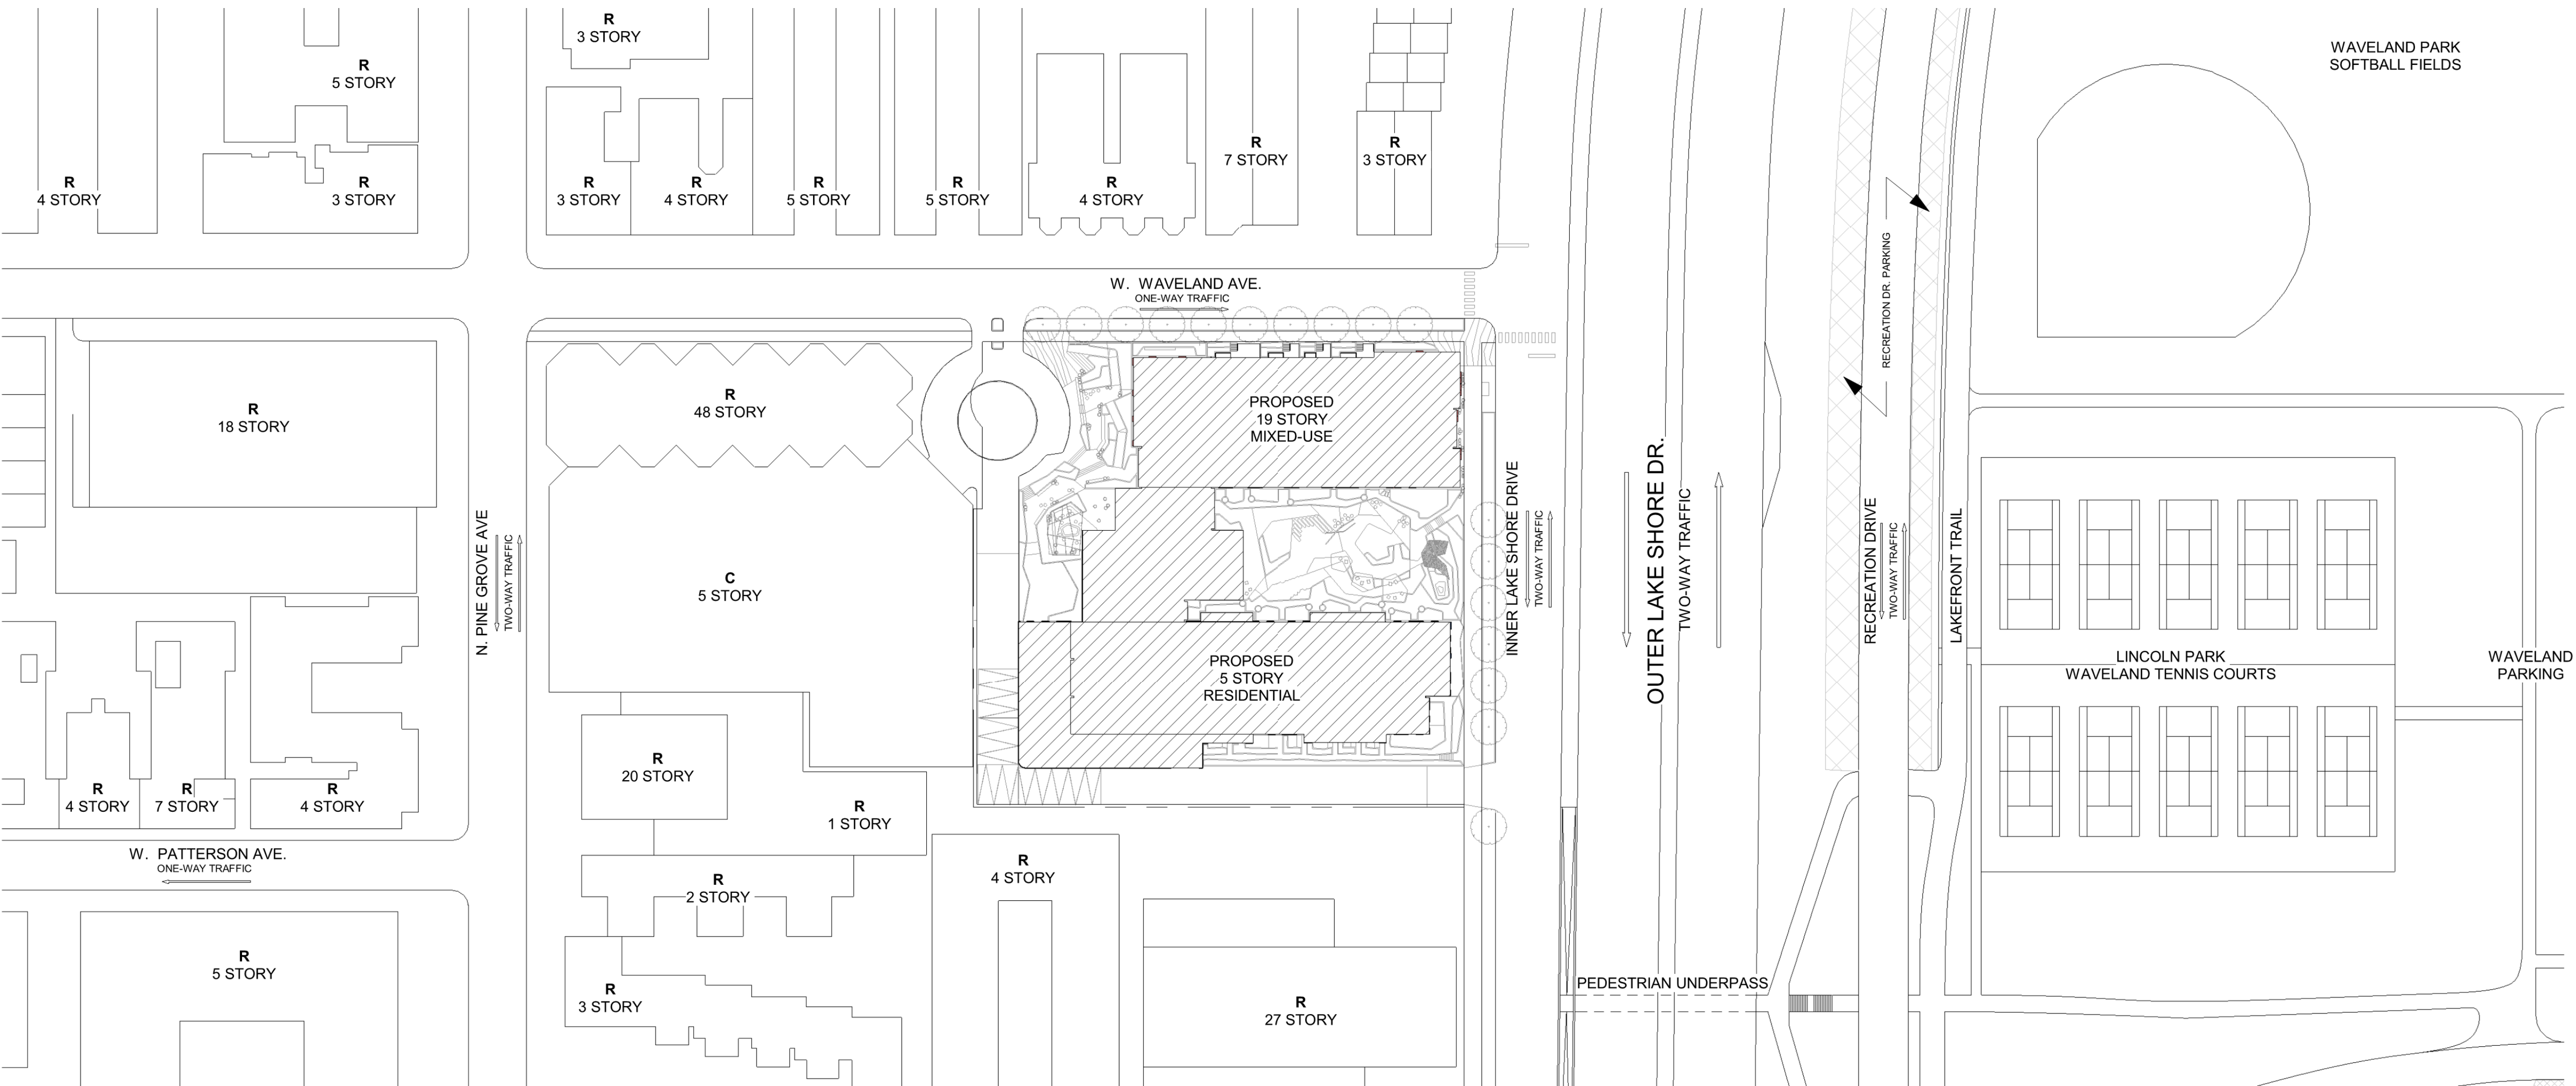 R
3 STORY
WAVELAND PARK
SOFTBALL FIELDS
R
5 STORY
R
7 STORY
R
3 STORY
R
4 STORY
R
3 STORY
R
3 STORY
R
4 STORY
R
5 STORY
R
5 STORY
R
4 STORY
RECREATION DR. PARKING
W. WAVELAND AVE.
ONE-WAY TRAFFIC
R
18 STORY
R
48 STORY
PROPOSED
19 STORY
MIXED-USE
N. PINE GROVE AVE
TWO-WAY TRAFFIC
C
5 STORY
INNER LAKE SHORE DRIVE
TWO-WAY TRAFFIC
OUTER LAKE SHORE DR.
TWO-WAY TRAFFIC
RECREATION DRIVE
TWO-WAY TRAFFIC
LAKEFRONT TRAIL
PROPOSED
5 STORY
RESIDENTIAL
LINCOLN PARK
WAVELAND TENNIS COURTS
WAVELAND
PARKING
R
4 STORY
R
7 STORY
R
4 STORY
R
20 STORY
R
1 STORY
W. PATTERSON AVE.
ONE-WAY TRAFFIC
R
2 STORY
R
4 STORY
R
5 STORY
R
3 STORY
R
27 STORY
PEDESTRIAN UNDERPASS